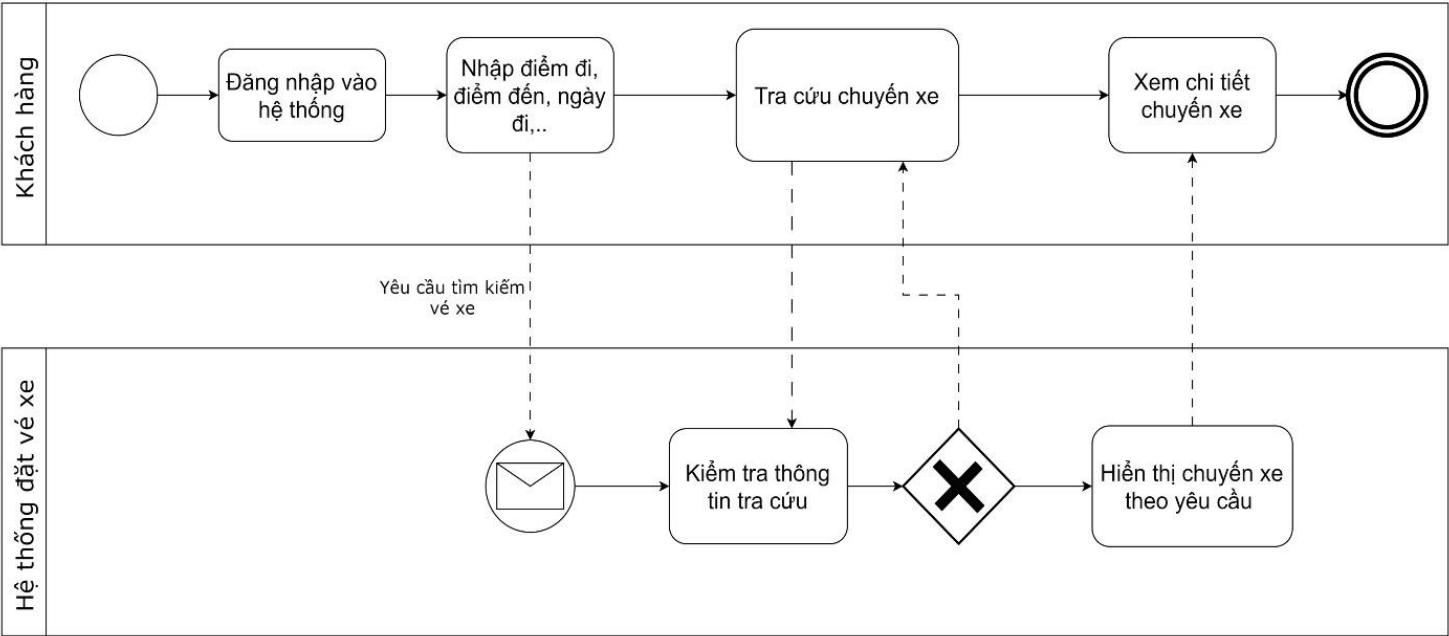 Khách hàng
Đăng nhập vào
hệ thống
Nhập điểm đi,
điểm đến, ngày
đi,..
Tra cứu chuyến xe
Xem chi tiết
chuyến xe
Yêu cầu tìm kiếm
vé xe
Hệ thống đặt vé xe
Kiểm tra thông
tin tra cứu
Hiển thị chuyến xe
theo yêu cầu